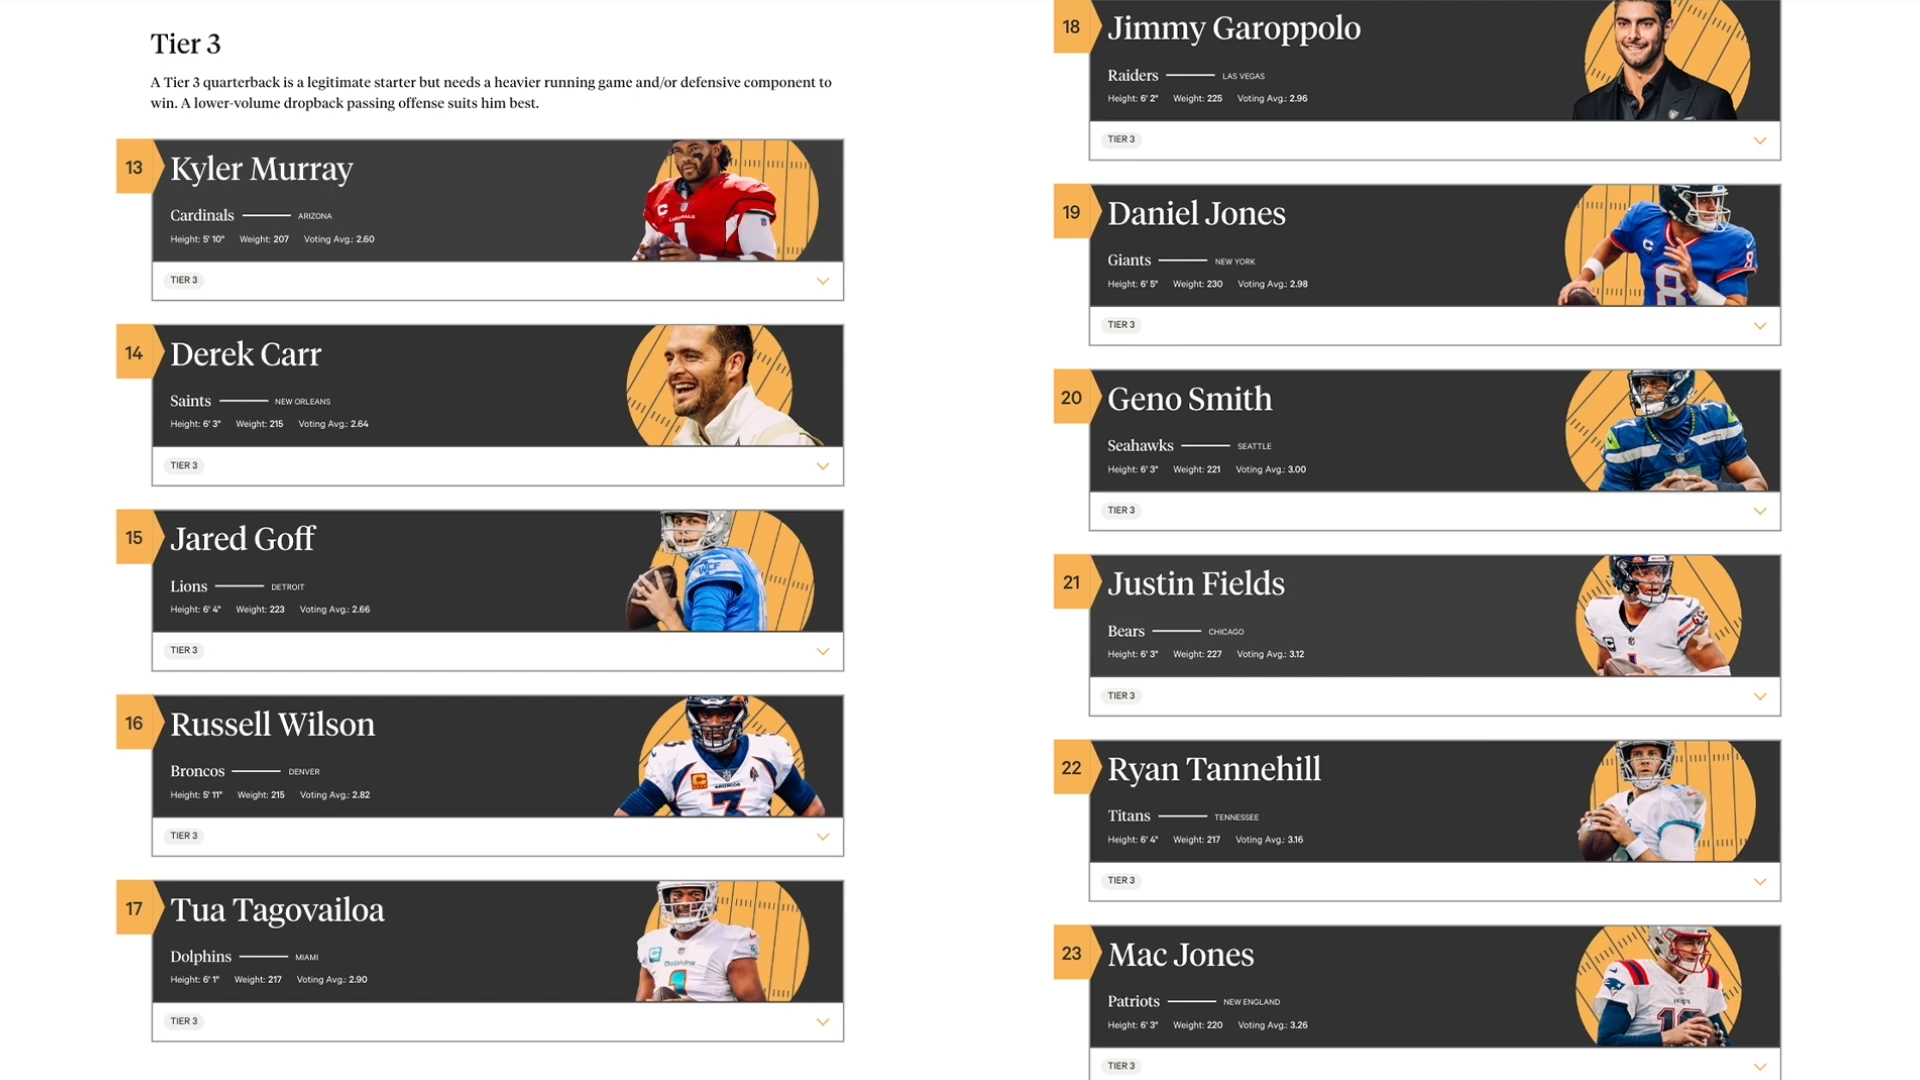 Tier 3
A Tier 3 quarterback is a legitimate starter but needs a heavier running game and/or defensive component to
win. A lower-volume dropback passing offense suits him best.
13
Kyler Murray
Cardinals ARIZONA
Height: 5' 10" Weight: 207 Voting Avg.: 2.60
TIER 3
14
Derek Carr
Saints NEW ORLEANS
Height: 6' 3" Weight: 215 Voting Avg.: 2.64
TIER 3
15
Jared Goff
Lions DETROIT
Height: 6' 4" Weight: 223 Voting Avg.: 2.66
TIER 3
16
Russell Wilson
Broncos DENVER
Height: 5' 11" Weight: 215 Voting Avg.: 2.82
TIER 3
17
Tua Tagovailoa
Dolphins MIAMI
Height: 6' 1" Weight: 217 Voting Avg.: 2.90
TIER 3
18
Jimmy Garoppolo
Raiders LAS VEGAS
Height: 6' 2" Weight: 225 Voting Avg.: 2.96
TIER 3
19
Daniel Jones
Giants NEW YORK
Height: 6' 5" Weight: 230 Voting Avg.: 2.98
TIER 3
20
Geno Smith
Seahawks SEATTLE
Height: 6' 3" Weight: 221 Voting Avg.: 3.00
TIER 3
21
Justin Fields
Bears CHICAGO
Height: 6' 3" Weight: 227 Voting Avg.: 3.12
TIER 3
22
Ryan Tannehill
Titans TENNESSEE
Height: 6' 4" Weight: 217 Voting Avg.: 3.16
TIER 3
23
Mac Jones
Patriots NEW ENGLAND
Height: 6' 3" Weight: 220 Voting Avg.: 3.26
TIER 3